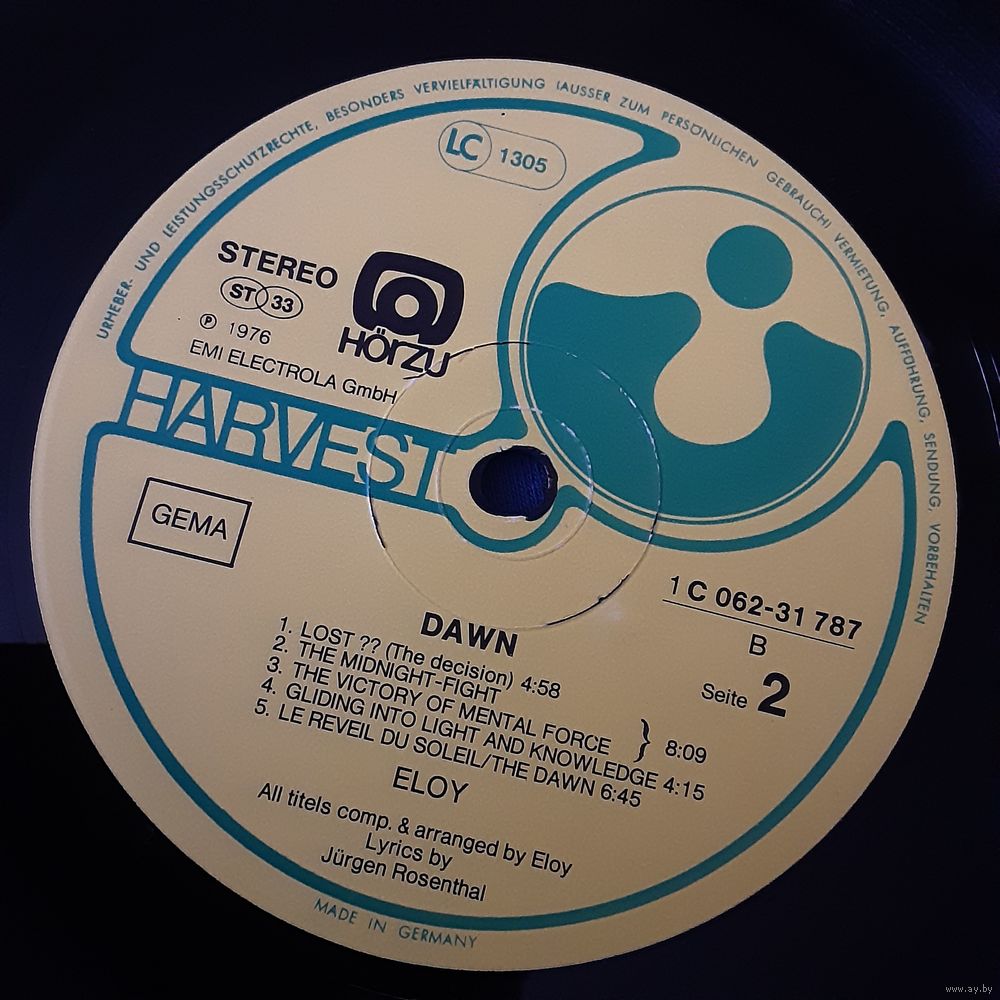 URHEBER- UND LEISTUNGSSCHUTZRECHTE, BESONDERS VERVIELFÄLTIGUNG (AUSSER ZUM PERSÖNLICHEN GEBRAUCH) VERMIETUNG, AUFFÜHRUNG, SENDUNG, VORBEHALTEN
LC 1305
STEREO
ST 33
HÖRZU
℗ 1976
EMI ELECTROLA GmbH
HARVEST
GEMA
1 C 062-31 787
B
Seite 2
DAWN
1. LOST ?? (The decision) 4:58
2. THE MIDNIGHT-FIGHT
3. THE VICTORY OF MENTAL FORCE } 8:09
4. GLIDING INTO LIGHT AND KNOWLEDGE 4:15
5. LE REVEIL DU SOLEIL/THE DAWN 6:45
ELOY
All titels comp. & arranged by Eloy
Lyrics by
Jürgen Rosenthal
MADE IN GERMANY
www.ay.by